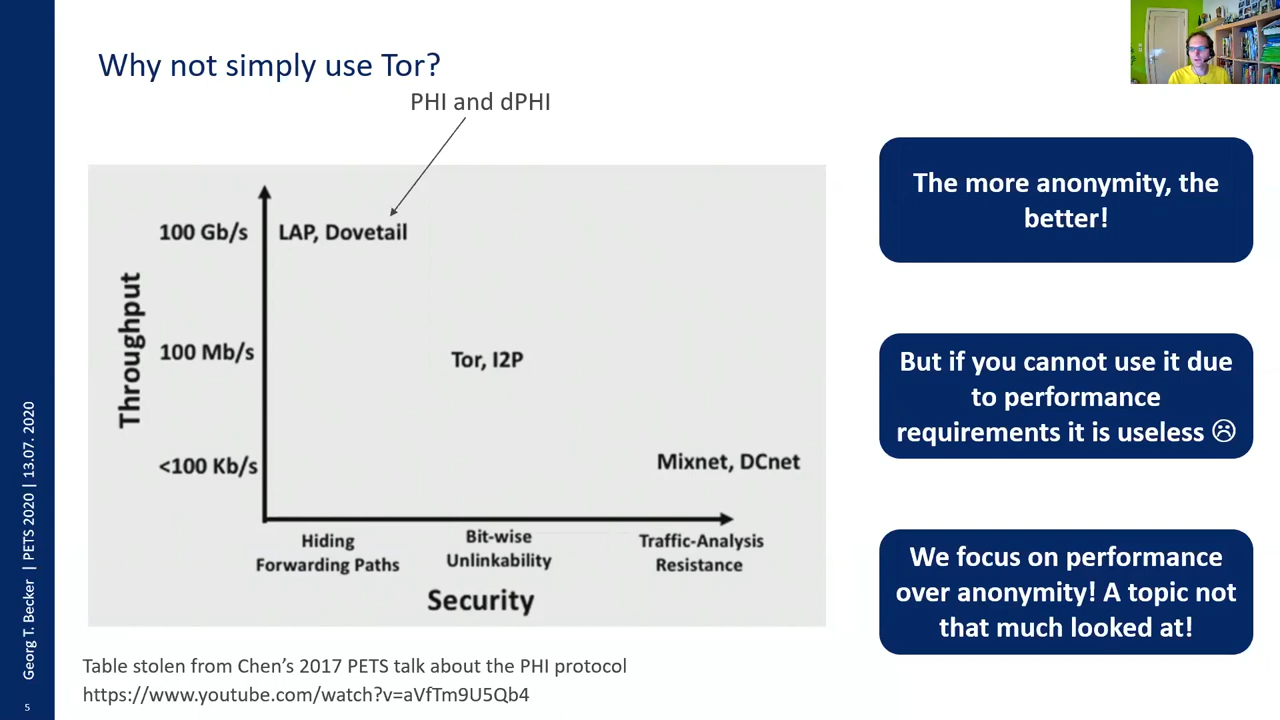 Why not simply use Tor?
PHI and dPHI
Throughput
100 Gb/s
100 Mb/s
<100 Kb/s
LAP, Dovetail
Tor, I2P
Mixnet, DCnet
Hiding
Forwarding Paths
Bit-wise
Unlinkability
Traffic-Analysis
Resistance
Security
Table stolen from Chen’s 2017 PETS talk about the PHI protocol
https://www.youtube.com/watch?v=aVfTm9U5Qb4
The more anonymity, the
better!
But if you cannot use it due
to performance
requirements it is useless ☹
We focus on performance
over anonymity! A topic not
that much looked at!
Georg T. Becker | PETS 2020 | 13.07. 2020
5